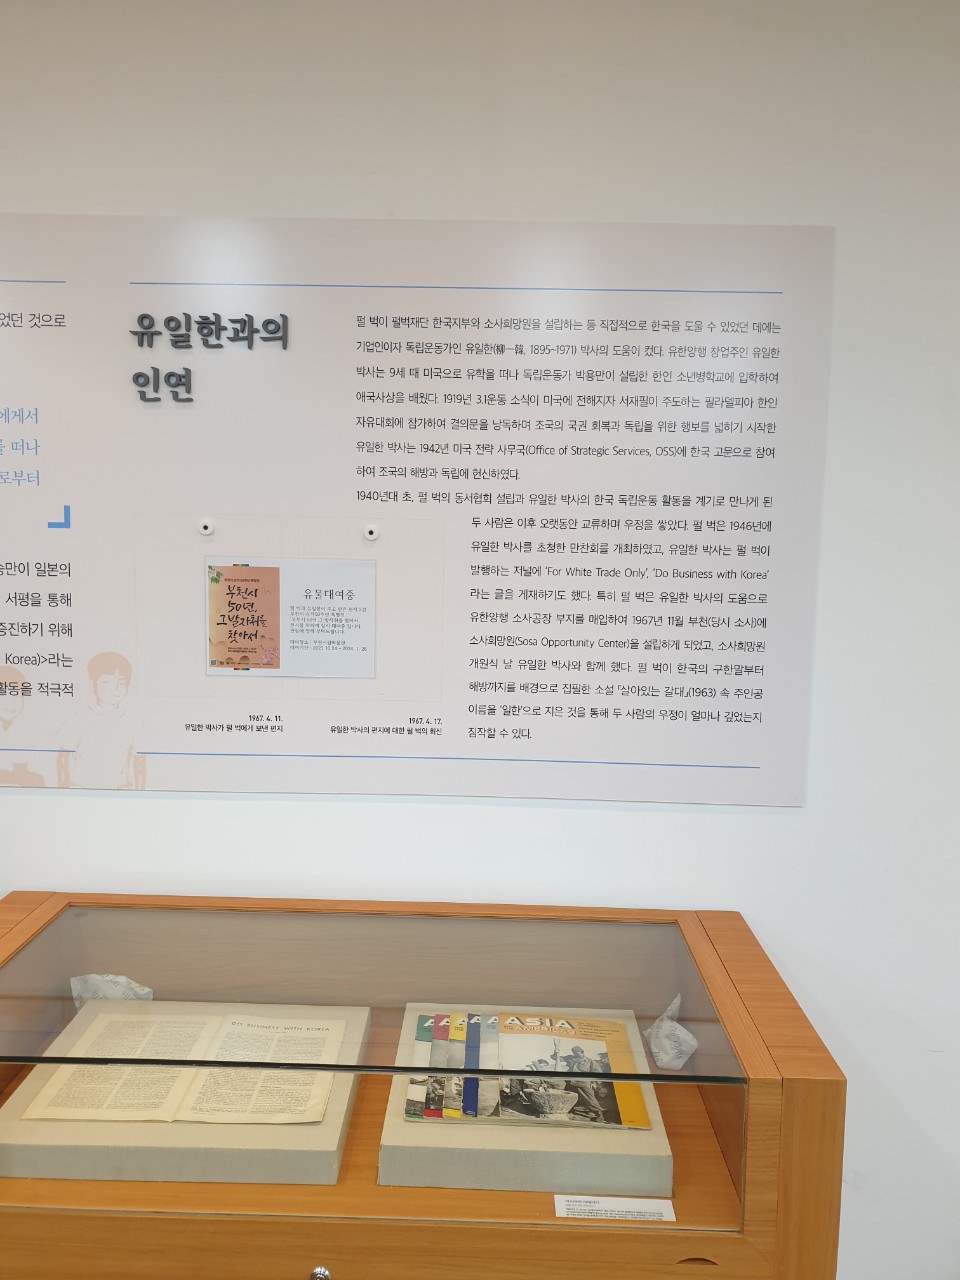 었던 것으로
에게서
를 떠나
로부터
승만이 일본의
서평을 통해
증진하기 위해
Korea)>라는
활동을 적극적
유일한과의
인연
펄 벅이 펄벅재단 한국지부와 소사희망원을 설립하는 등 직접적으로 한국을 도울 수 있었던 데에는
기업인이자 독립운동가인 유일한(柳一韓, 1895~1971) 박사의 도움이 컸다. 유한양행 창업주인 유일한
박사는 9세 때 미국으로 유학을 떠나 독립운동가 박용만이 설립한 한인 소년병학교에 입학하여
애국사상을 배웠다. 1919년 3.1운동 소식이 미국에 전해지자 서재필이 주도하는 필라델피아 한인
자유대회에 참가하여 결의문을 낭독하며 조국의 국권 회복과 독립을 위한 행보를 넓히기 시작한
유일한 박사는 1942년 미국 전략 사무국(Office of Strategic Services, OSS)에 한국 고문으로 참여
하여 조국의 해방과 독립에 헌신하였다.
1940년대 초, 펄 벅의 동서협회 설립과 유일한 박사의 한국 독립운동 활동을 계기로 만나게 된
두 사람은 이후 오랫동안 교류하며 우정을 쌓았다. 펄 벅은 1946년에
유일한 박사를 초청한 만찬회를 개최하였고, 유일한 박사는 펄 벅이
발행하는 저널에 'For White Trade Only', 'Do Business with Korea'
라는 글을 게재하기도 했다. 특히 펄 벅은 유일한 박사의 도움으로
유한양행 소사공장 부지를 매입하여 1967년 11월 부천(당시 소사)에
소사희망원(Sosa Opportunity Center)을 설립하게 되었고, 소사희망원
개원식 날 유일한 박사와 함께 했다. 펄 벅이 한국의 구한말부터
해방까지를 배경으로 집필한 소설 「살아있는 갈대」(1963) 속 주인공
이름을 '일한'으로 지은 것을 통해 두 사람의 우정이 얼마나 깊었는지
짐작할 수 있다.
부천시
50년,
그 발자취를
찾아서
유물대여중
1967. 4. 11.
유일한 박사가 펄 벅에게 보낸 편지
1967. 4. 17.
유일한 박사의 편지에 대한 펄 벅의 회신
DO BUSINESS WITH KOREA
ASIA